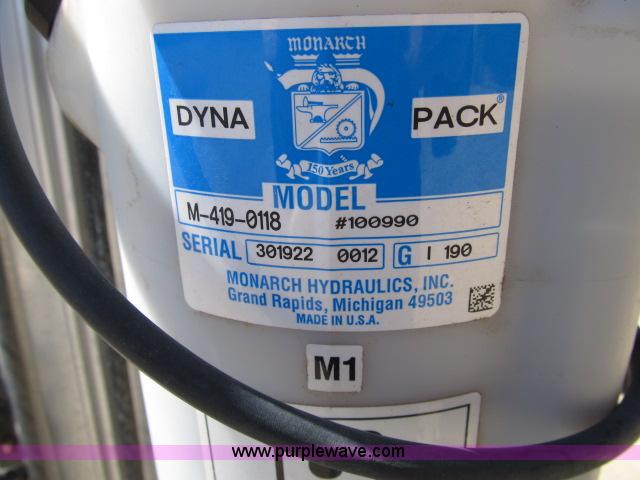 MONARCH
DYNA PACK®
150 Years
MODEL
M-419-0118 #100990
SERIAL 301922 0012 G I 190
MONARCH HYDRAULICS, INC.
Grand Rapids, Michigan 49503
MADE IN U.S.A.
M1
www.purplewave.com